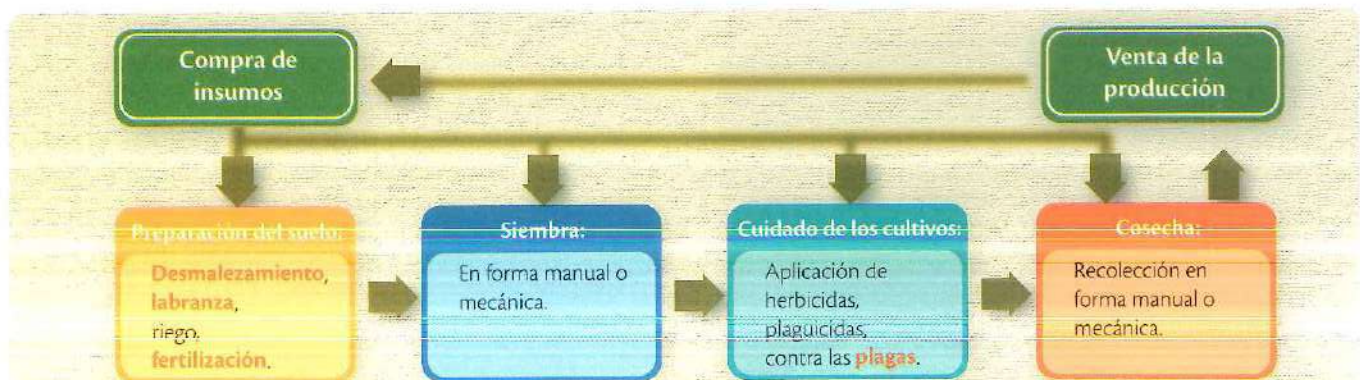 Compra de
insumos
Venta de la
producción
Preparación del suelo:
Desmalezamiento,
labranza,
riego,
fertilización.
Siembra:
En forma manual o
mecánica.
Cuidado de los cultivos:
Aplicación de
herbicidas,
plaguicidas,
contra las plagas.
Cosecha:
Recolección en
forma manual o
mecánica.